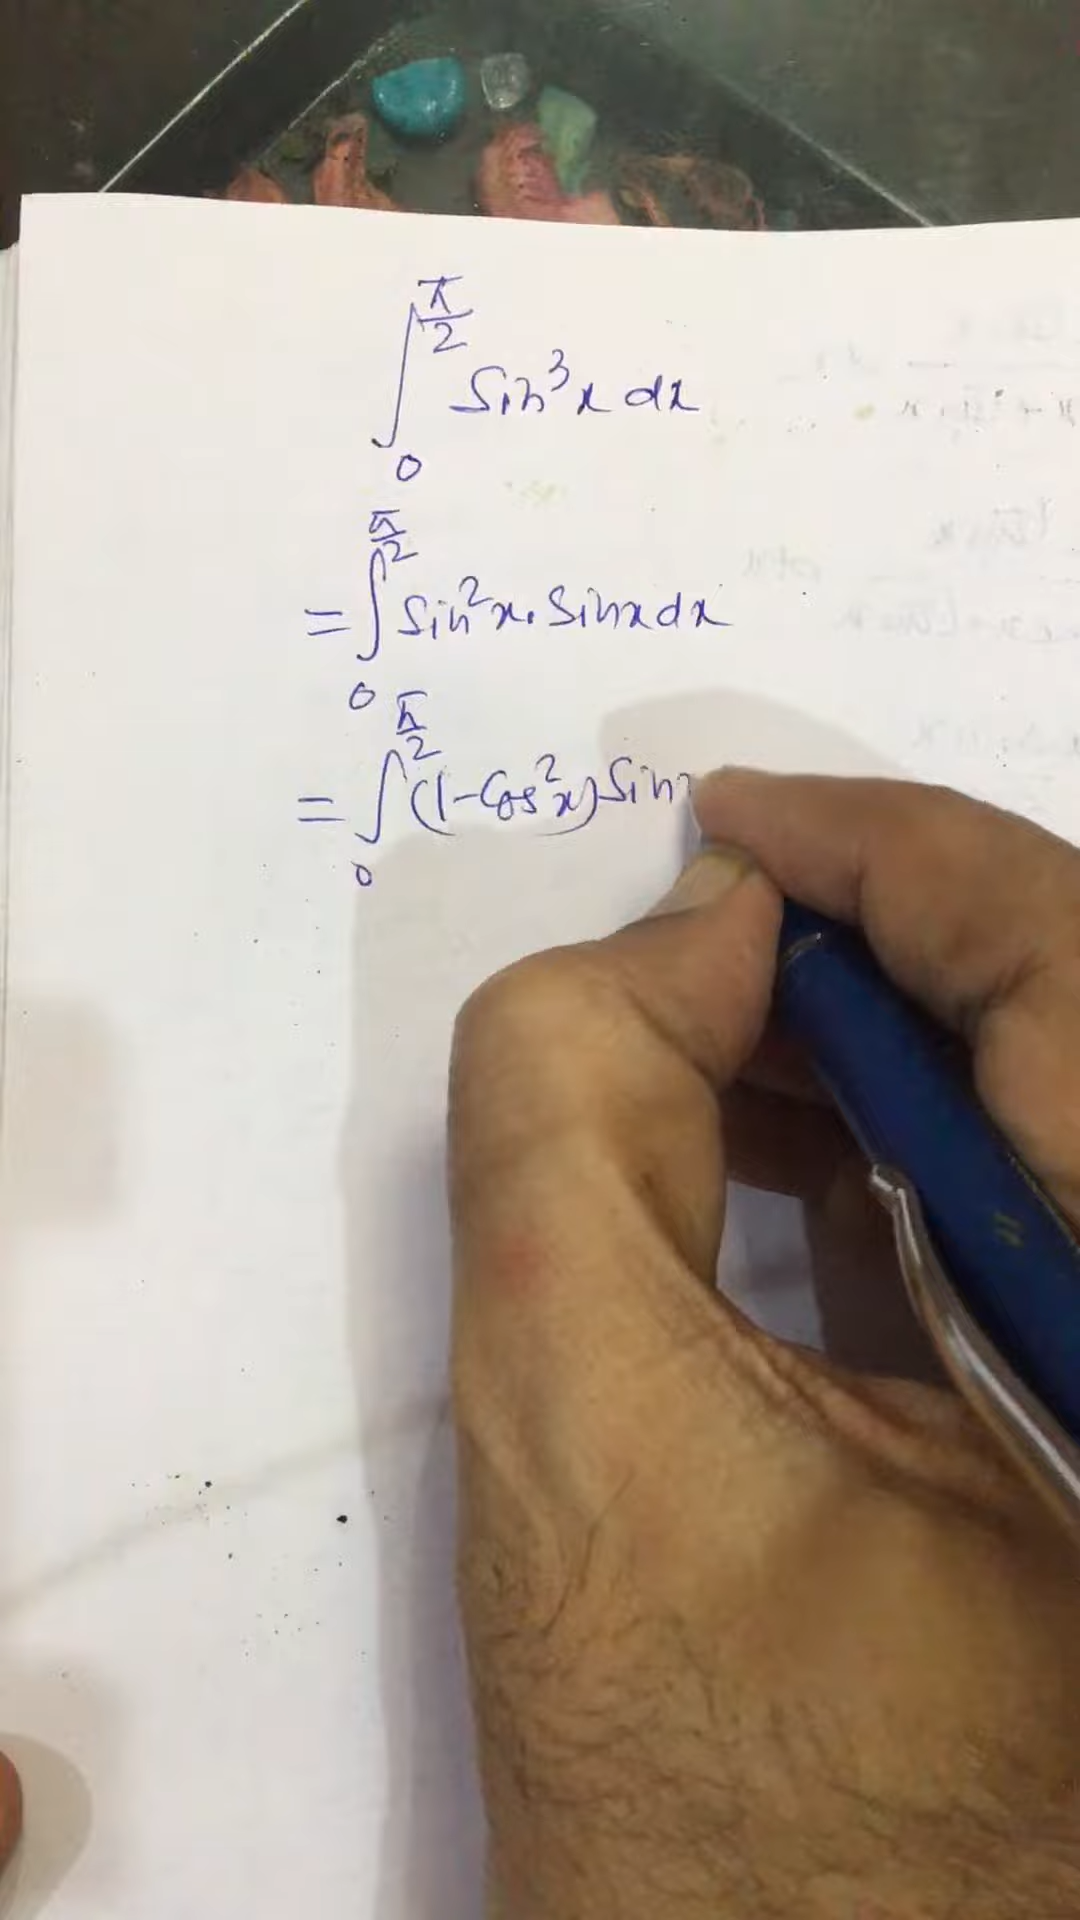 ∫₀^{π/2} Sin³x dx
= ∫₀^{π/2} Sin²x . Sinx dx
= ∫₀^{π/2} (1-Cos²x) Sin